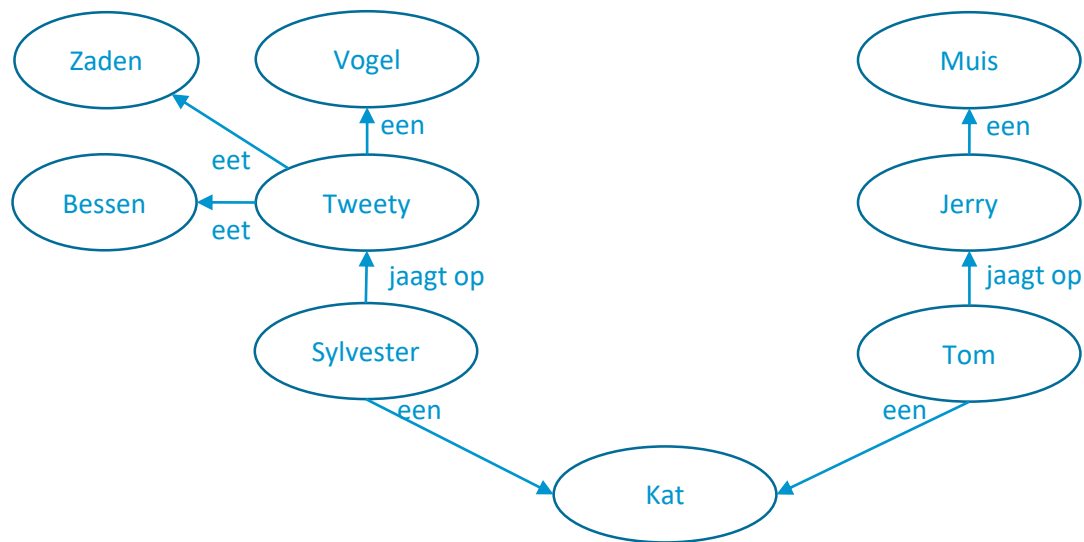 Zaden
Vogel
Muis
een
een
eet
Bessen
Tweety
Jerry
eet
jaagt op
jaagt op
Sylvester
Tom
een
een
Kat